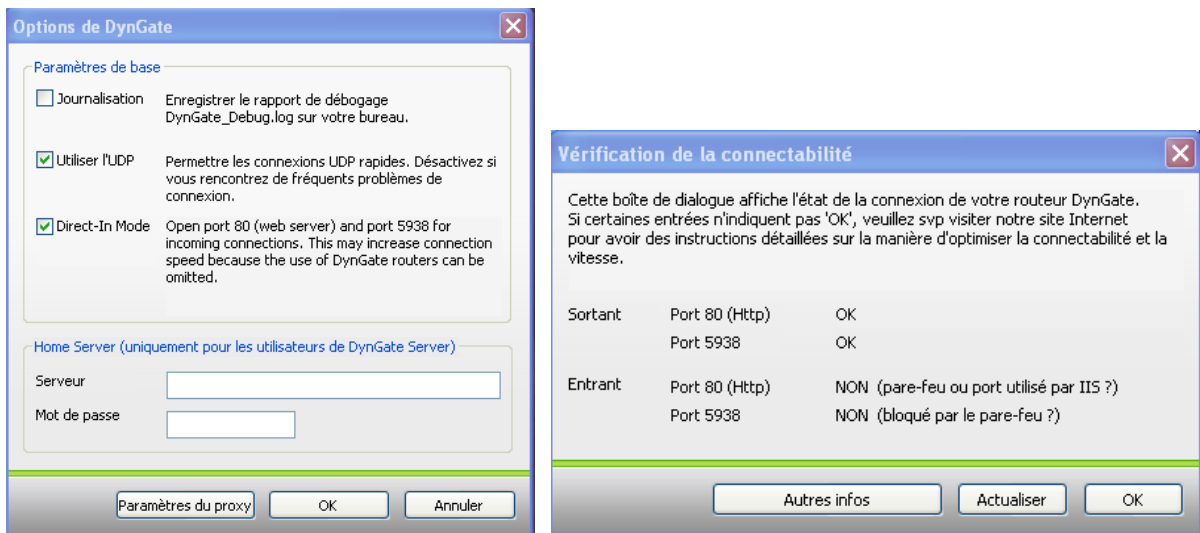 Options de DynGate
Paramètres de base
Journalisation
Enregistrer le rapport de débogage
DynGate_Debug.log sur votre bureau.
Utiliser l'UDP
Permettre les connexions UDP rapides. Désactivez si
vous rencontrez de fréquents problèmes de
connexion.
Direct-In Mode
Open port 80 (web server) and port 5938 for
incoming connections. This may increase connection
speed because the use of DynGate routers can be
omitted.
Home Server (uniquement pour les utilisateurs de DynGate Server)
Serveur
Mot de passe
Paramètres du proxy
OK
Annuler
Vérification de la connectabilité
Cette boîte de dialogue affiche l'état de la connexion de votre routeur DynGate.
Si certaines entrées n'indiquent pas 'OK', veuillez svp visiter notre site Internet
pour avoir des instructions détaillées sur la manière d'optimiser la connectabilité et la
vitesse.
Sortant Port 80 (Http) OK
Port 5938 OK
Entrant Port 80 (Http) NON (pare-feu ou port utilisé par IIS ?)
Port 5938 NON (bloqué par le pare-feu ?)
Autres infos
Actualiser
OK